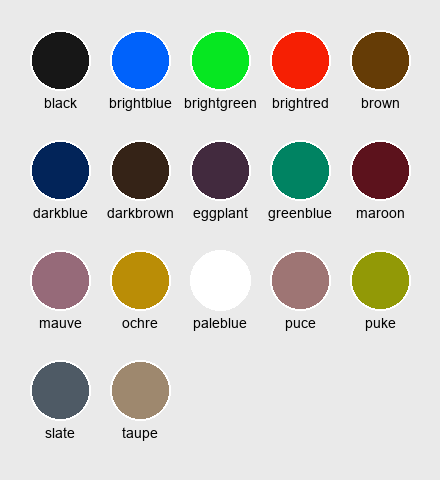 black brightblue brightgreen brightred brown
darkblue darkbrown eggplant greenblue maroon
mauve ochre paleblue puce puke
slate taupe